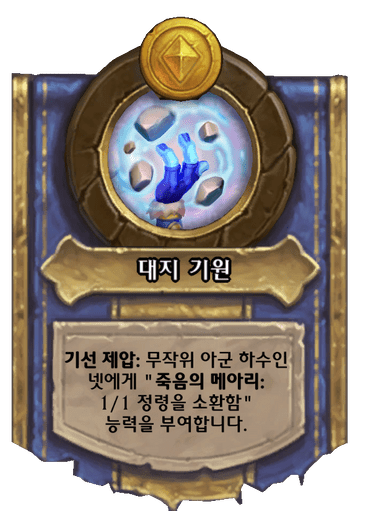 대지 기원
기선 제압: 무작위 아군 하수인
넷에게 "죽음의 메아리:
1/1 정령을 소환함"
능력을 부여합니다.